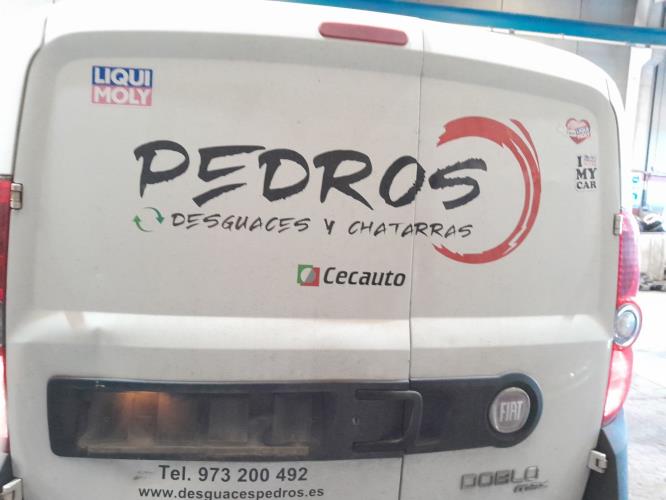 LIQUI
MOLY
PEDROS
DESGUACES Y CHATARRAS
I
MY
CAR
Cecauto
FIAT
Tel. 973 200 492
DOBLO
www.desguacespedros.es